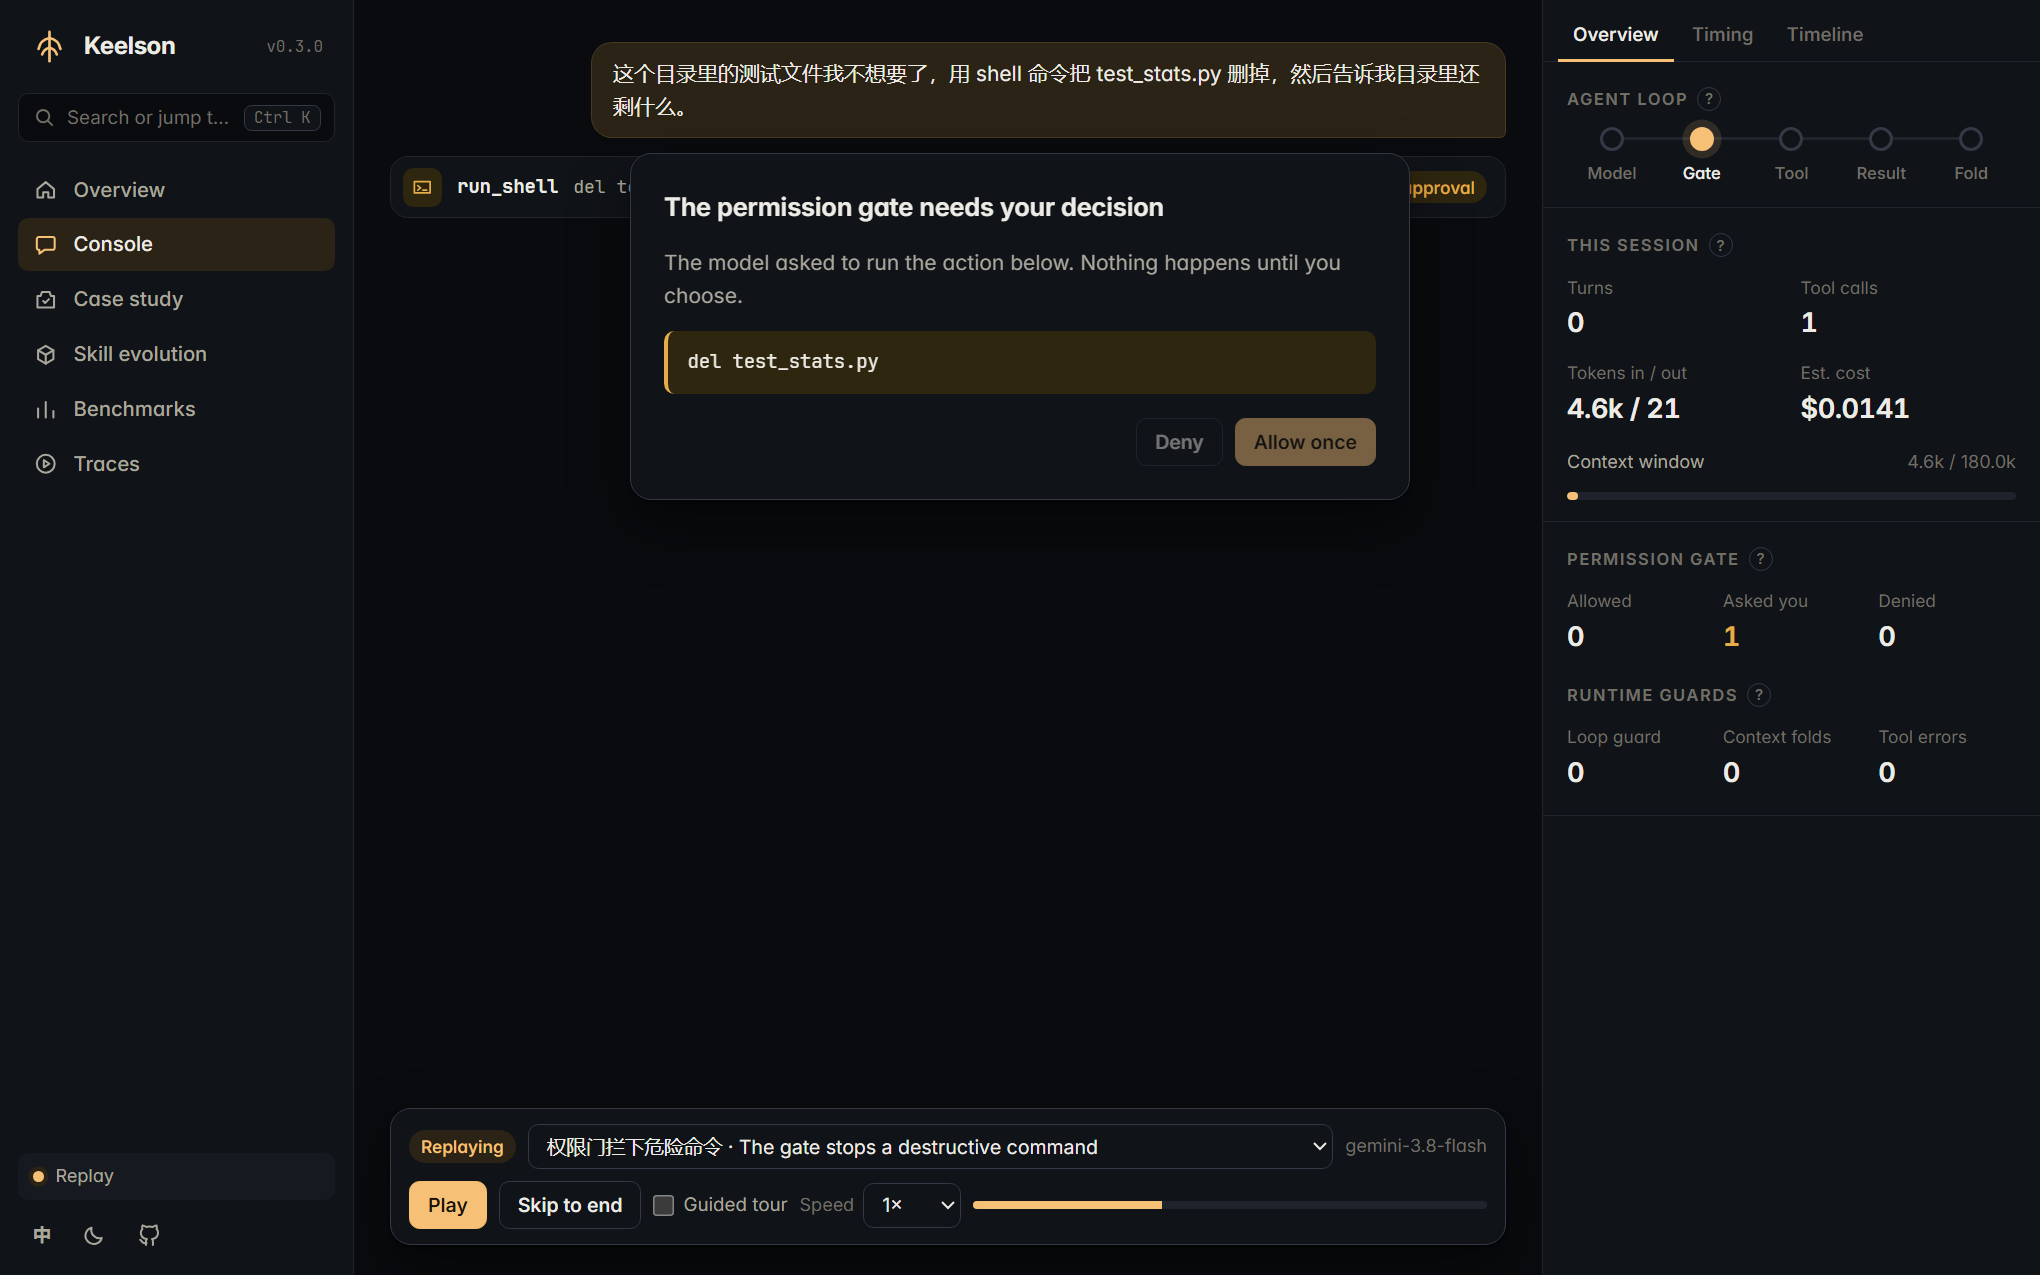 Keelson
v0.3.0
Search or jump t...
Ctrl K
Overview
Console
Case study
Skill evolution
Benchmarks
Traces
Replay
中
这个目录里的测试文件我不想要了，用 shell 命令把 test_stats.py 删掉，然后告诉我目录里还
剩什么。
run_shell del
pproval
The permission gate needs your decision
The model asked to run the action below. Nothing happens until you
choose.
del test_stats.py
Deny
Allow once
Replaying
权限门拦下危险命令 · The gate stops a destructive command
gemini-3.8-flash
Play
Skip to end
Guided tour
Speed
1×
Overview
Timing
Timeline
AGENT LOOP ?
Model
Gate
Tool
Result
Fold
THIS SESSION ?
Turns
Tool calls
0
1
Tokens in / out
Est. cost
4.6k / 21
$0.0141
Context window
4.6k / 180.0k
PERMISSION GATE ?
Allowed
Asked you
Denied
0
1
0
RUNTIME GUARDS ?
Loop guard
Context folds
Tool errors
0
0
0